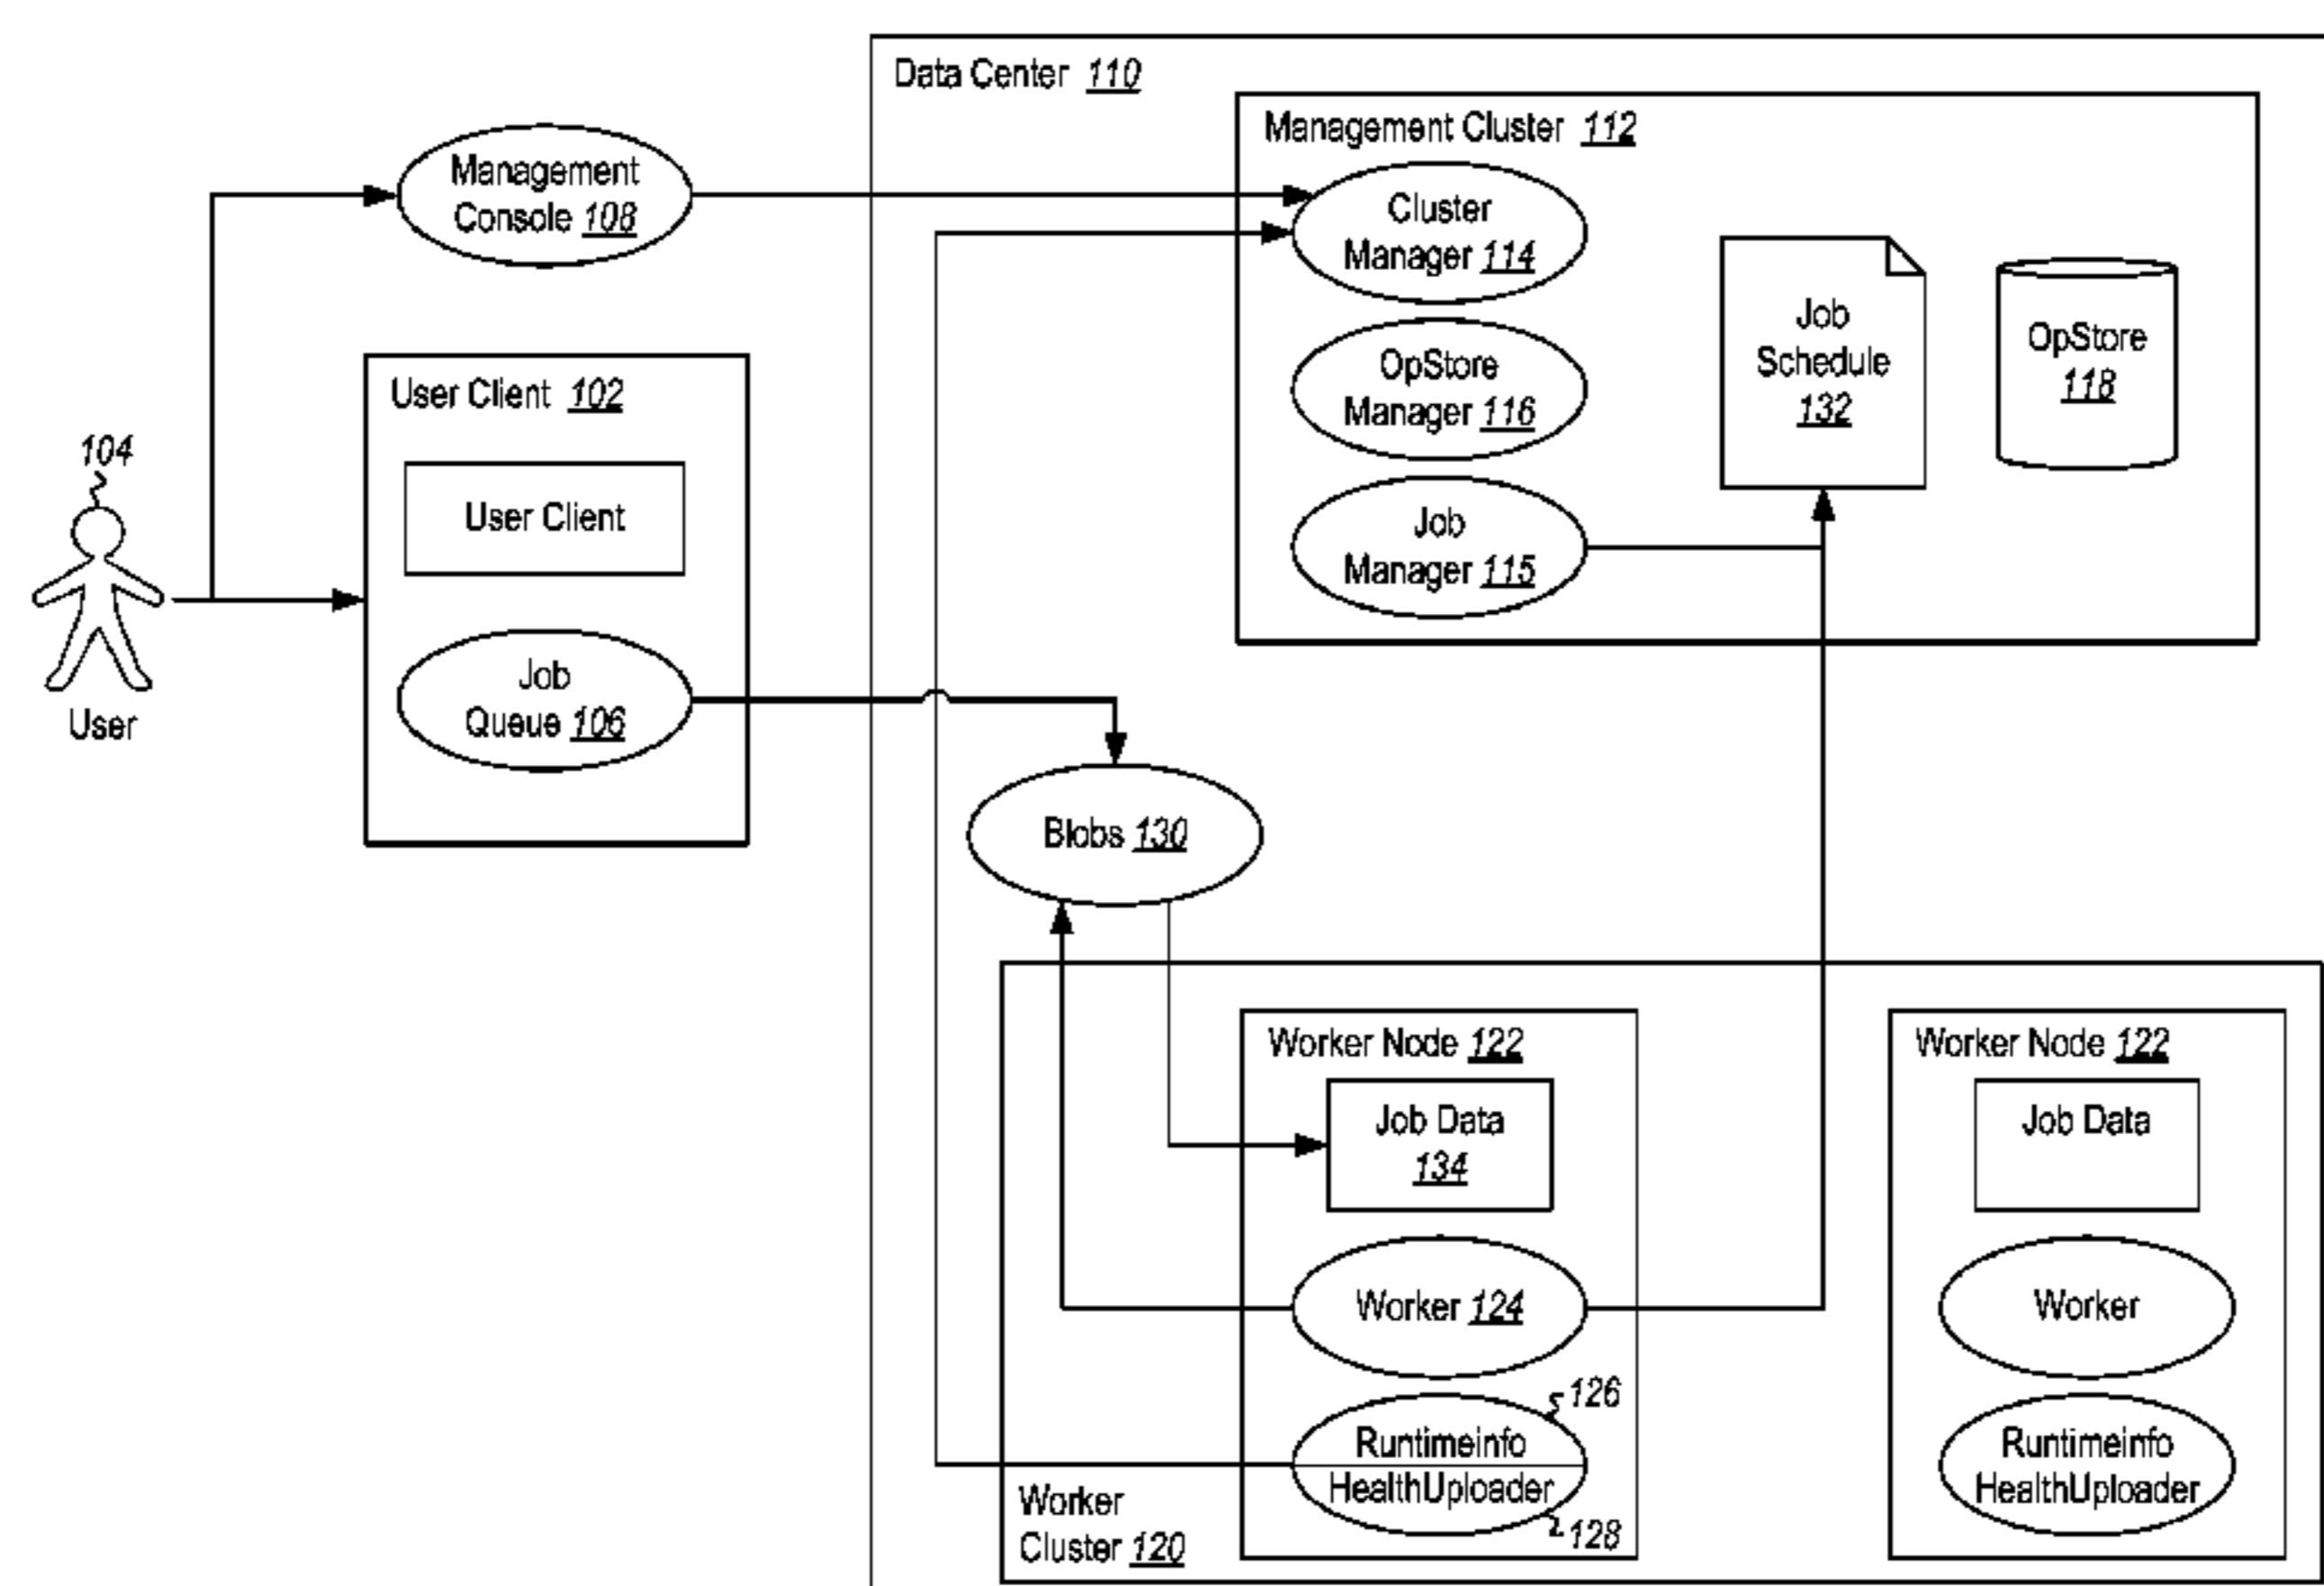 Data Center 110
Management Cluster 112
Management
Console 108
Cluster
Manager 114
OpStore
Manager 116
Job
Manager 115
Job
Schedule
132
OpStore
118
User Client 102
User Client
Job
Queue 106
104
User
Blobs 130
Worker Node 122
Job Data
134
Worker 124
126
Runtimeinfo
HealthUploader
128
Worker
Cluster 120
Worker Node 122
Job Data
Worker
Runtimeinfo
HealthUploader